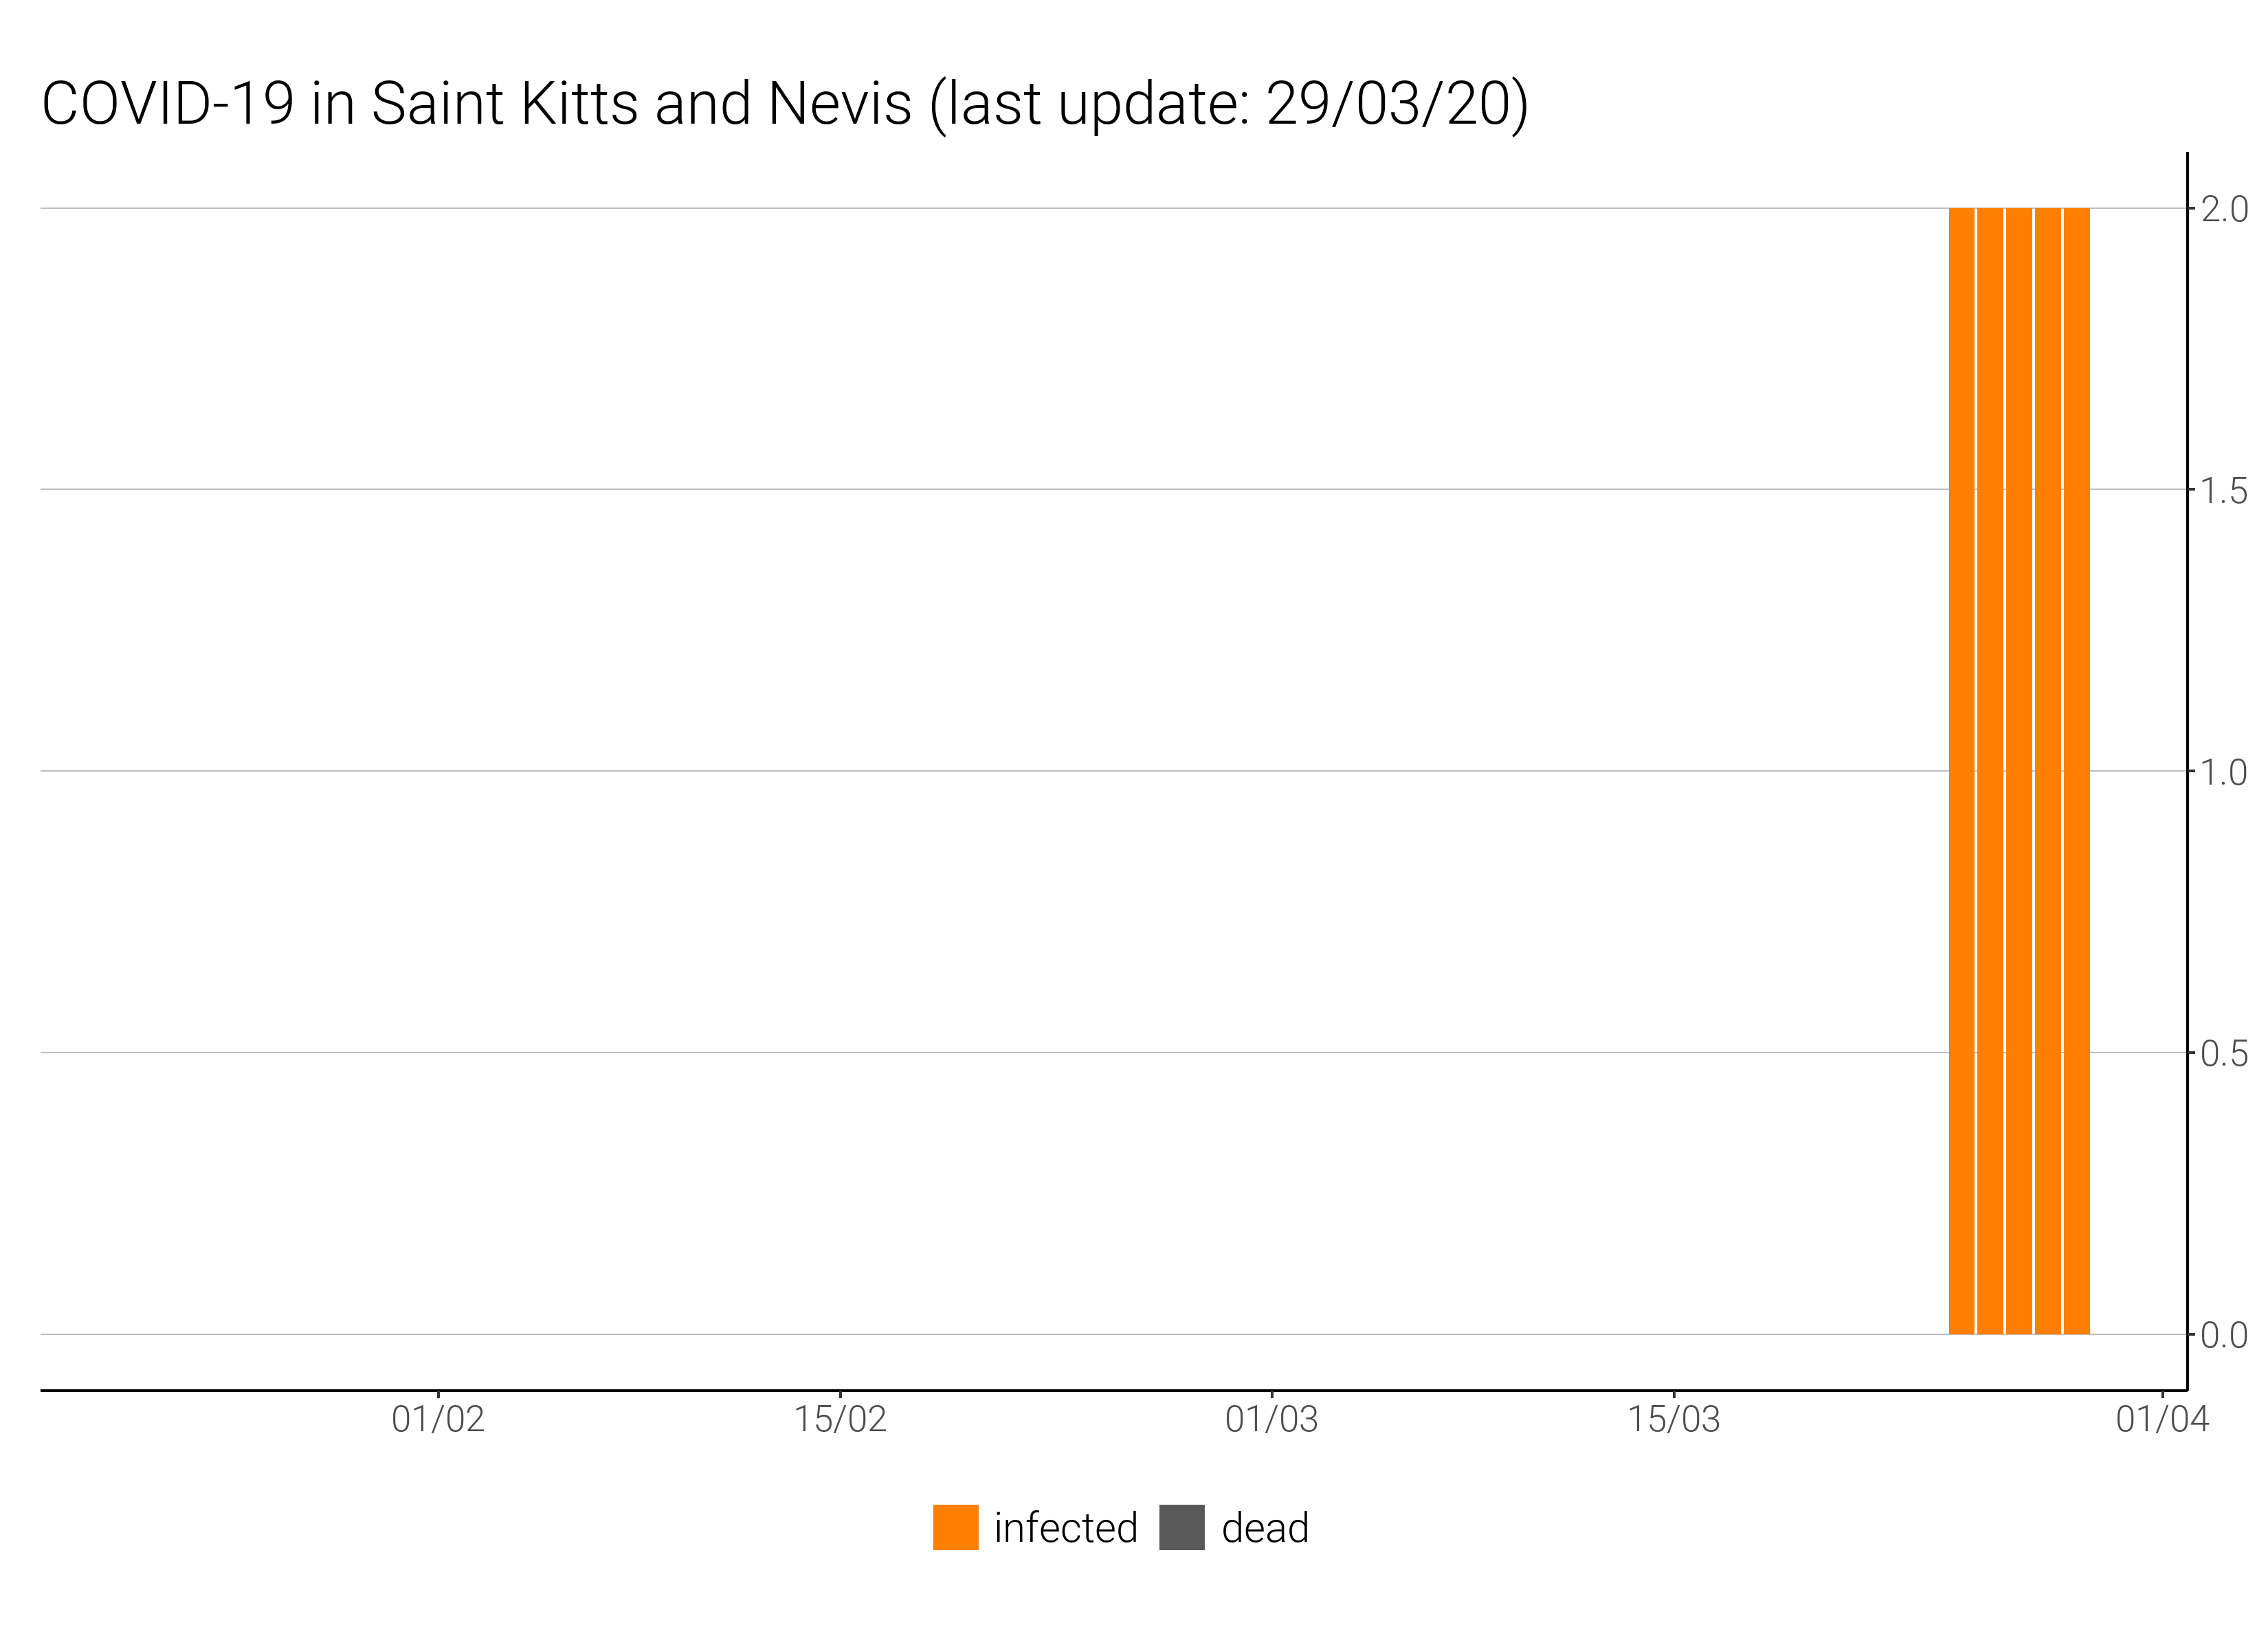 COVID-19 in Saint Kitts and Nevis (last update: 29/03/20)
2.0
1.5
1.0
0.5
0.0
01/02 15/02 01/03 15/03 01/04
infected dead